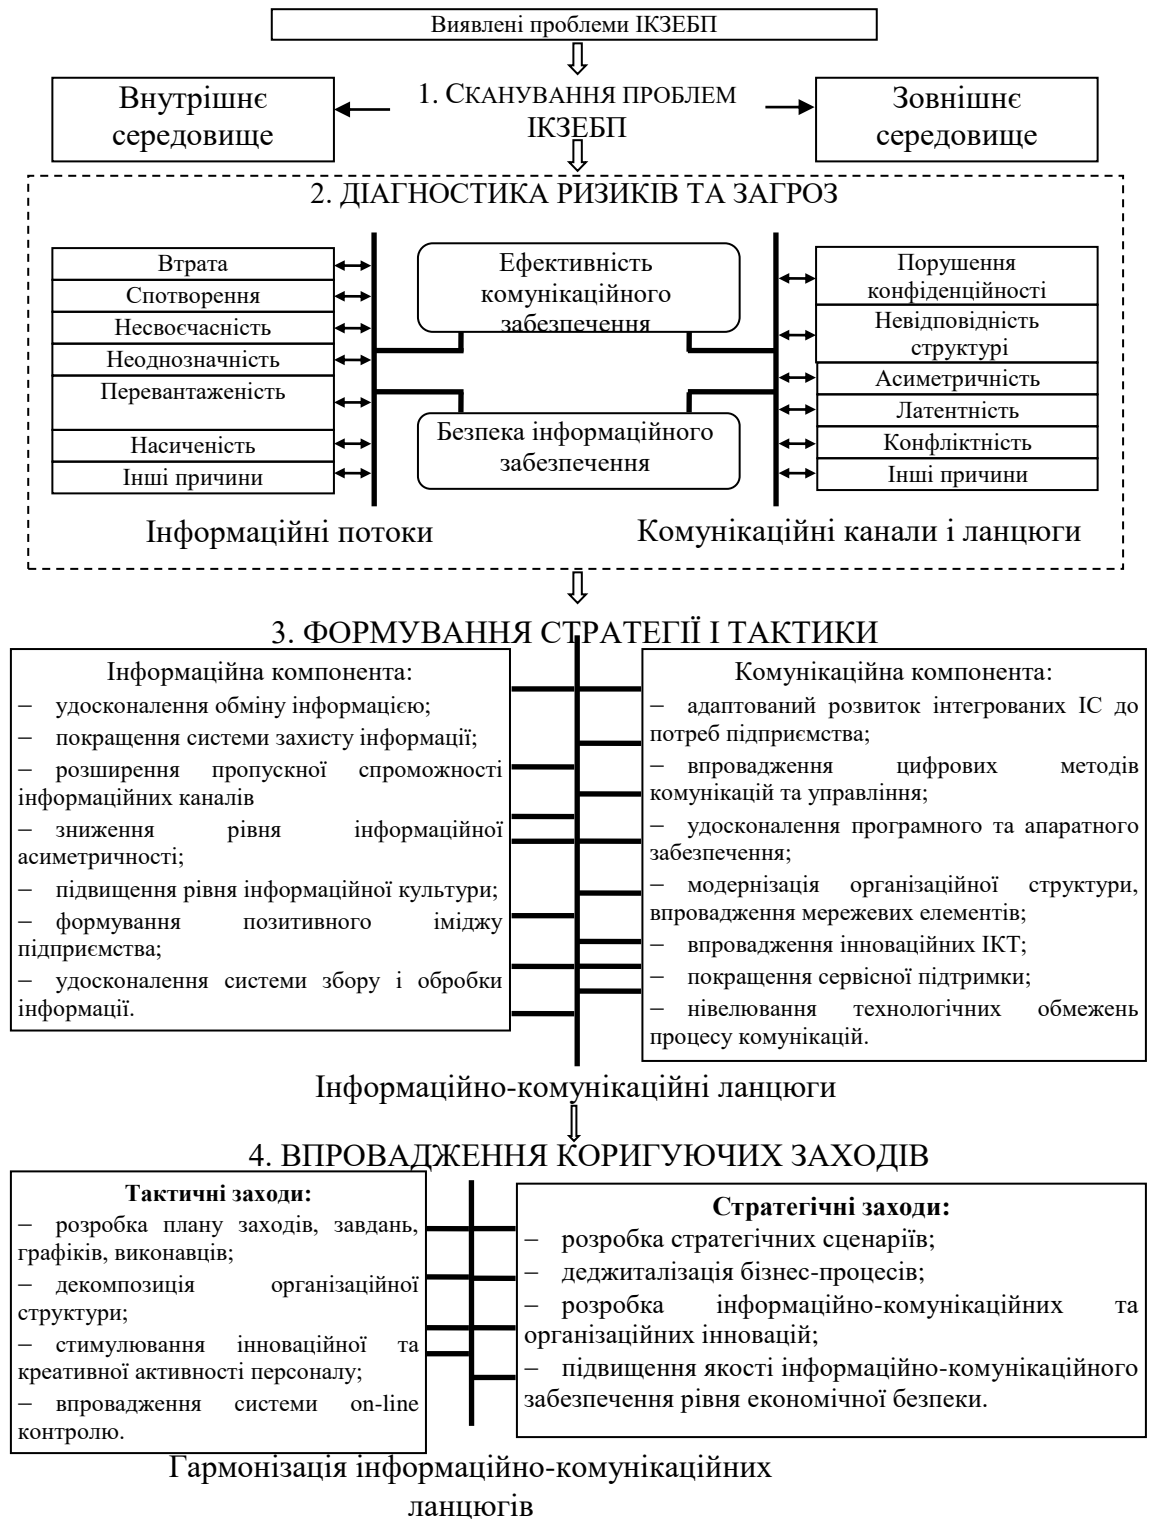 Виявлені проблеми ІКЗЕБП
Внутрішнє
середовище
1. СКАНУВАННЯ ПРОБЛЕМ
ІКЗЕБП
Зовнішнє
середовище
2. ДІАГНОСТИКА РИЗИКІВ ТА ЗАГРОЗ
Втрата
Спотворення
Несвоєчасність
Неоднозначність
Перевантаженість
Насиченість
Інші причини
Ефективність
комунікаційного
забезпечення
Безпека інформаційного
забезпечення
Порушення
конфіденційності
Невідповідність
структурі
Асиметричність
Латентність
Конфліктність
Інші причини
Інформаційні потоки
Комунікаційні канали і ланцюги
3. ФОРМУВАННЯ СТРАТЕГІЇ І ТАКТИКИ
Інформаційна компонента:
– удосконалення обміну інформацією;
– покращення системи захисту інформації;
– розширення пропускної спроможності
інформаційних каналів
– зниження рівня інформаційної
асиметричності;
– підвищення рівня інформаційної культури;
– формування позитивного іміджу
підприємства;
– удосконалення системи збору і обробки
інформації.
Комунікаційна компонента:
– адаптований розвиток інтегрованих ІС до
потреб підприємства;
– впровадження цифрових методів
комунікацій та управління;
– удосконалення програмного та апаратного
забезпечення;
– модернізація організаційної структури,
впровадження мережевих елементів;
– впровадження інноваційних ІКТ;
– покращення сервісної підтримки;
– нівелювання технологічних обмежень
процесу комунікацій.
Інформаційно-комунікаційні ланцюги
4. ВПРОВАДЖЕННЯ КОРИГУЮЧИХ ЗАХОДІВ
Тактичні заходи:
– розробка плану заходів, завдань,
графіків, виконавців;
– декомпозиція організаційної
структури;
– стимулювання інноваційної та
креативної активності персоналу;
– впровадження системи on-line
контролю.
Стратегічні заходи:
– розробка стратегічних сценаріїв;
– деджиталізація бізнес-процесів;
– розробка інформаційно-комунікаційних та
організаційних інновацій;
– підвищення якості інформаційно-комунікаційного
забезпечення рівня економічної безпеки.
Гармонізація інформаційно-комунікаційних
ланцюгів